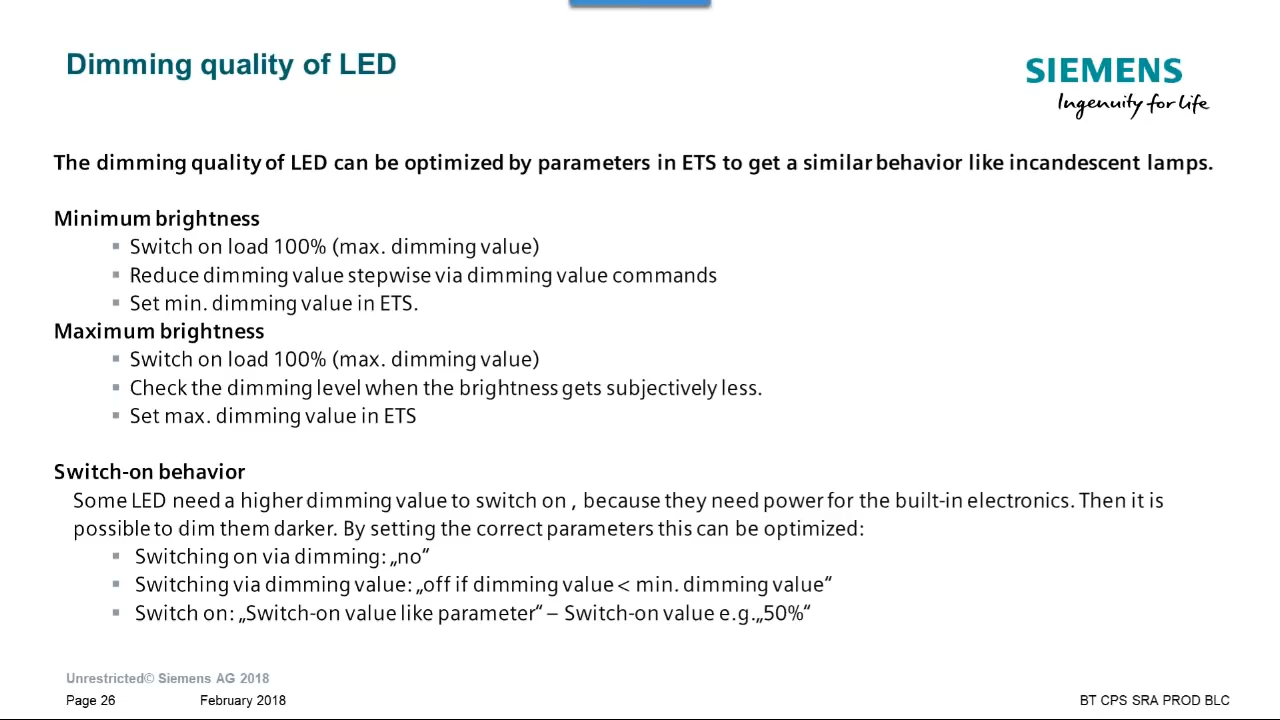 Dimming quality of LED
SIEMENS
Ingenuity for life
The dimming quality of LED can be optimized by parameters in ETS to get a similar behavior like incandescent lamps.
Minimum brightness
▪ Switch on load 100% (max. dimming value)
▪ Reduce dimming value stepwise via dimming value commands
▪ Set min. dimming value in ETS.
Maximum brightness
▪ Switch on load 100% (max. dimming value)
▪ Check the dimming level when the brightness gets subjectively less.
▪ Set max. dimming value in ETS
Switch-on behavior
Some LED need a higher dimming value to switch on , because they need power for the built-in electronics. Then it is
possible to dim them darker. By setting the correct parameters this can be optimized:
▪ Switching on via dimming: „no“
▪ Switching via dimming value: „off if dimming value < min. dimming value“
▪ Switch on: „Switch-on value like parameter“ – Switch-on value e.g.„50%“
Unrestricted© Siemens AG 2018
Page 26 February 2018 BT CPS SRA PROD BLC